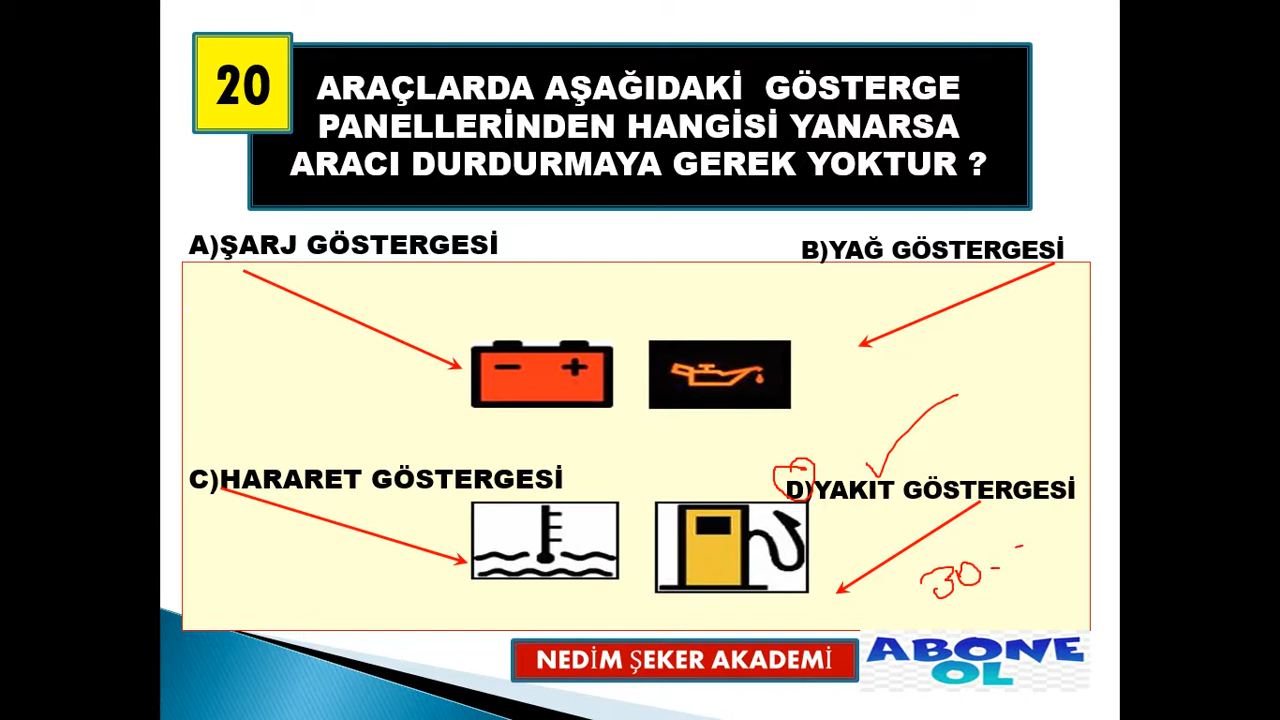 20
ARAÇLARDA AŞAĞIDAKİ GÖSTERGE
PANELLERİNDEN HANGİSİ YANARSA
ARACI DURDURMAYA GEREK YOKTUR ?
A)ŞARJ GÖSTERGESİ
B)YAĞ GÖSTERGESİ
C)HARARET GÖSTERGESİ
D)YAKIT GÖSTERGESİ
30--
NEDİM ŞEKER AKADEMİ
ABONE
OL